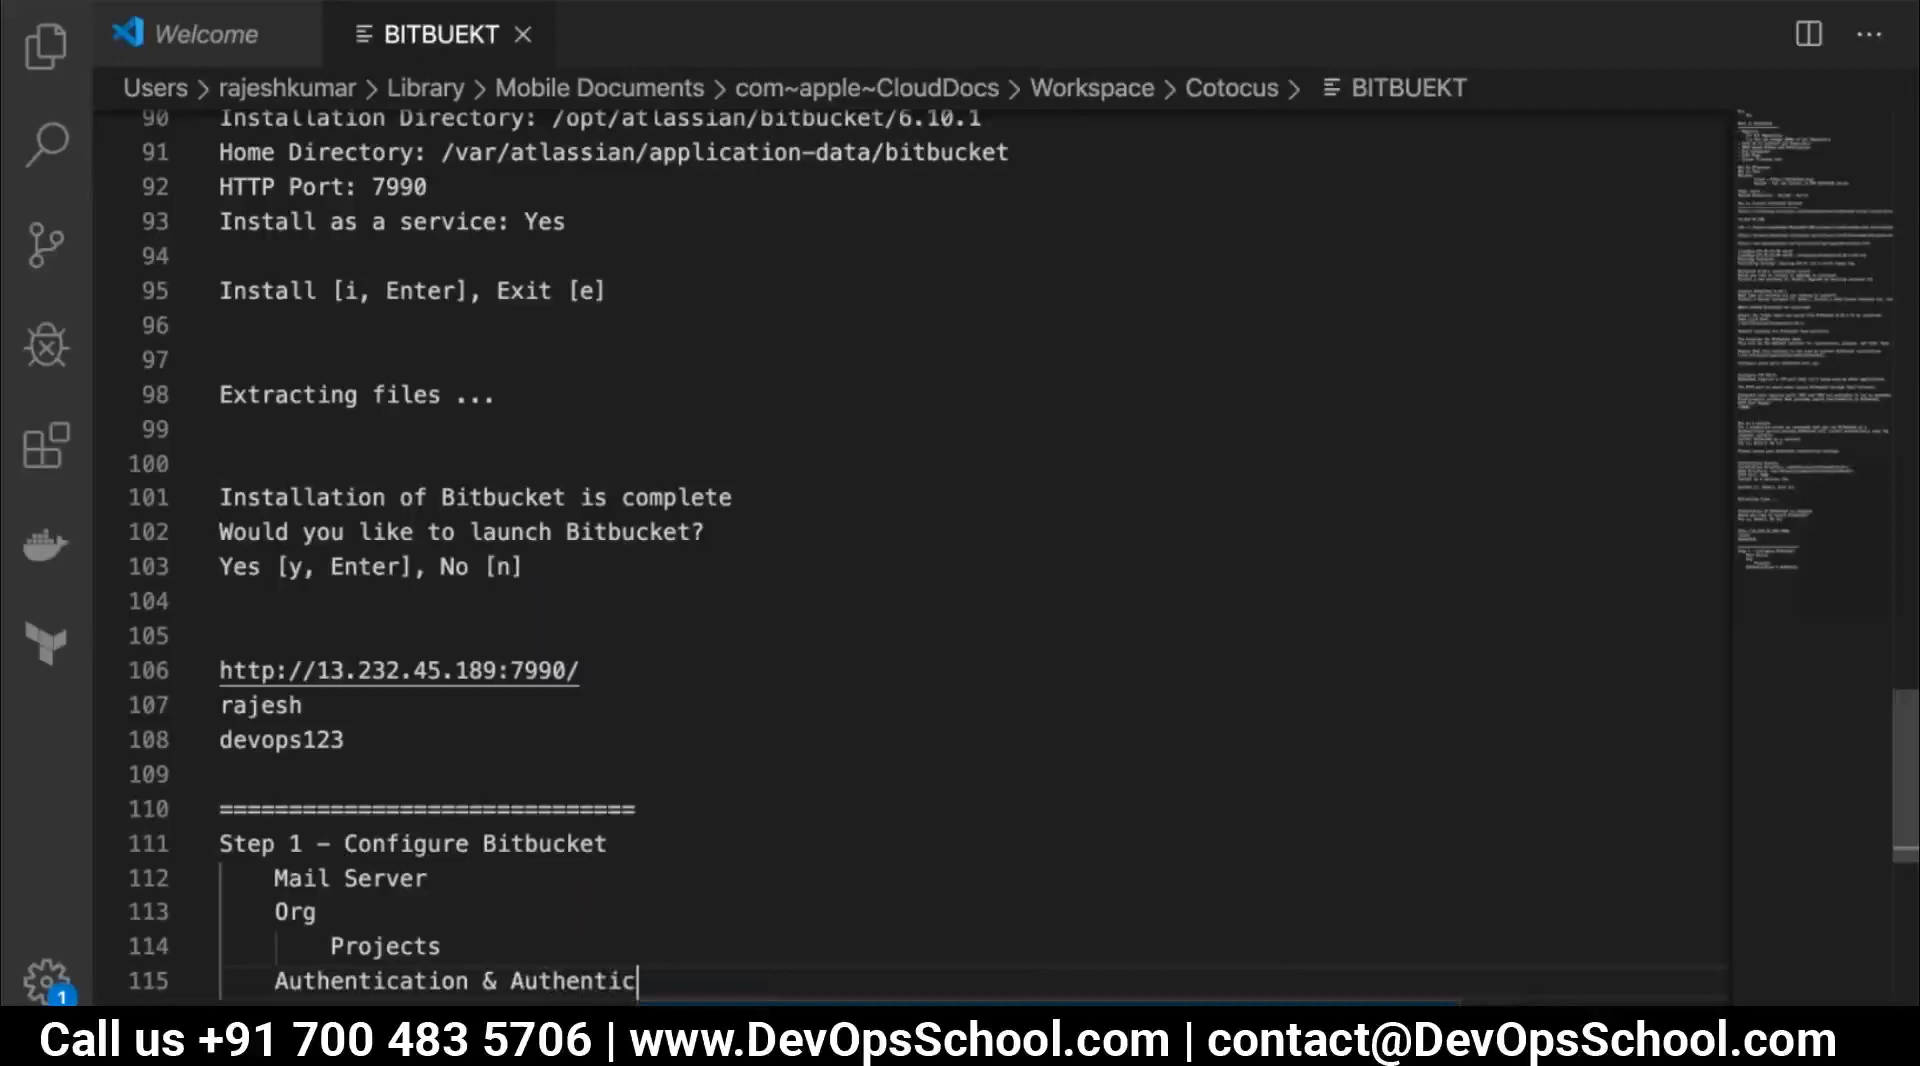 Welcome
BITBUEKT
Users > rajeshkumar > Library > Mobile Documents > com~apple~CloudDocs > Workspace > Cotocus > BITBUEKT
90 Installation Directory: /opt/atlassian/bitbucket/6.10.1
91 Home Directory: /var/atlassian/application-data/bitbucket
92 HTTP Port: 7990
93 Install as a service: Yes
94
95 Install [i, Enter], Exit [e]
96
97
98 Extracting files ...
99
100
101 Installation of Bitbucket is complete
102 Would you like to launch Bitbucket?
103 Yes [y, Enter], No [n]
104
105
106 http://13.232.45.189:7990/
107 rajesh
108 devops123
109
110 ==============================
111 Step 1 – Configure Bitbucket
112 Mail Server
113 Org
114 Projects
115 Authentication & Authentic
1
Call us +91 700 483 5706 | www.DevOpsSchool.com | contact@DevOpsSchool.com